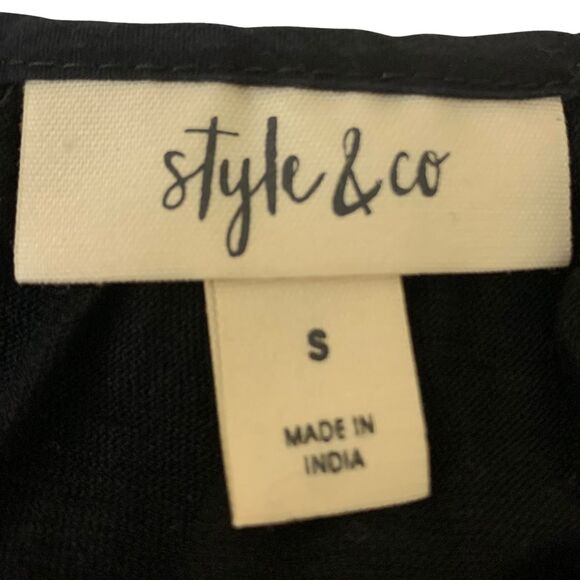 style & co
S
MADE IN
INDIA